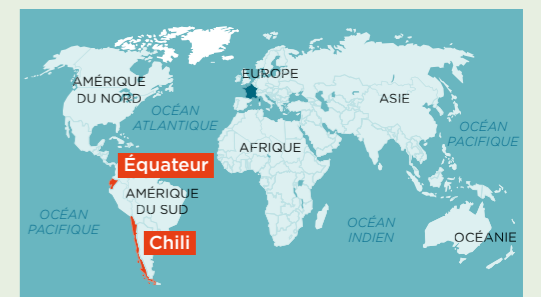 AMÉRIQUE
DU NORD
EUROPE
ASIE
OCÉAN
ATLANTIQUE
OCÉAN
PACIFIQUE
AFRIQUE
Équateur
AMÉRIQUE
DU SUD
OCÉAN
PACIFIQUE
Chili
OCÉAN
INDIEN
OCÉANIE